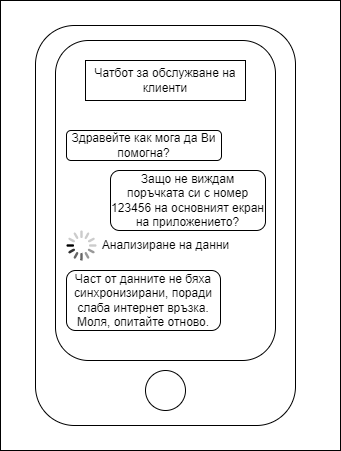 Чатбот за обслужване на
клиенти
Здравейте как мога да Ви
помогна?
Защо не виждам
поръчката си с номер
123456 на основният екран
на приложението?
Анализиране на данни
Част от данните не бяха
синхронизирани, поради
слаба интернет връзка.
Моля, опитайте отново.